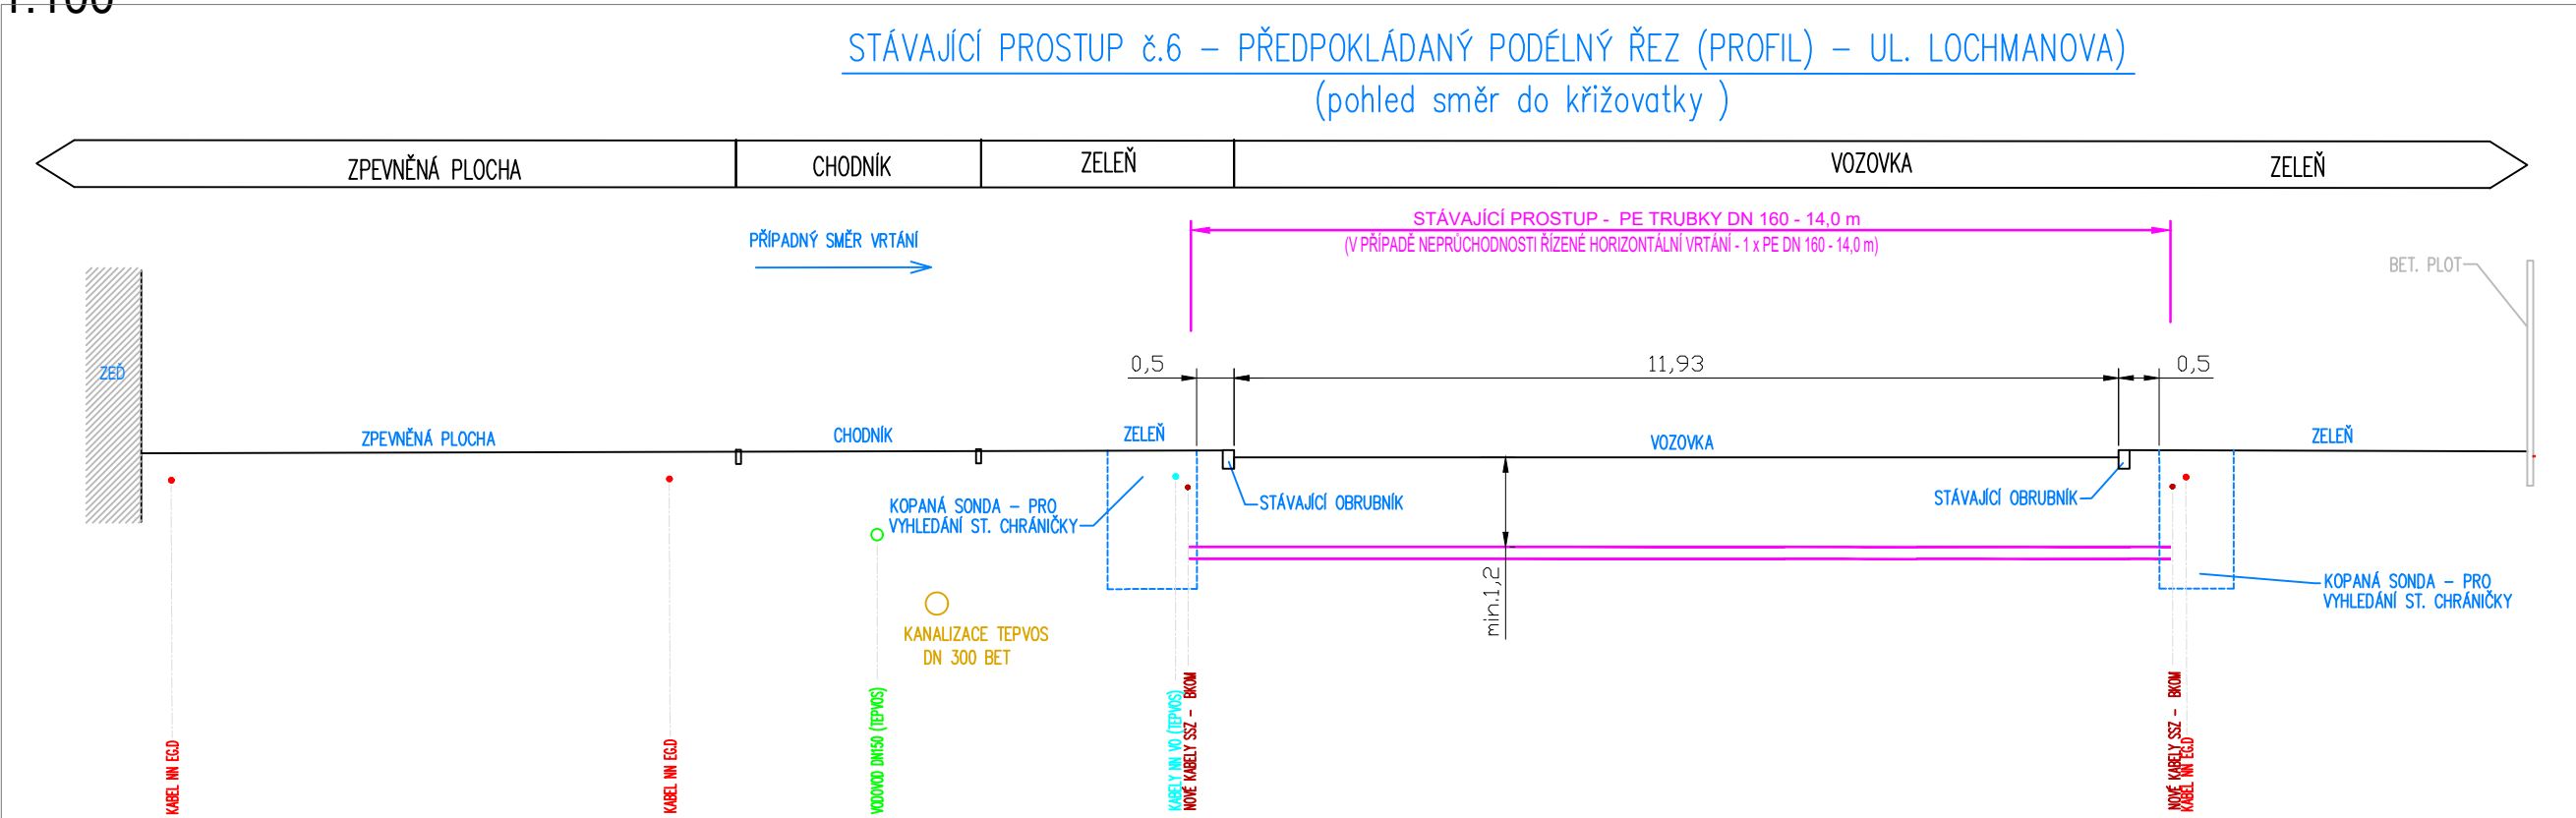 STÁVAJÍCÍ PROSTUP č.6 – PŘEDPOKLÁDANÝ PODÉLNÝ ŘEZ (PROFIL) – UL. LOCHMANOVA)
(pohled směr do křižovatky )
ZPEVNĚNÁ PLOCHA
CHODNÍK
ZELEŇ
VOZOVKA
ZELEŇ
STÁVAJÍCÍ PROSTUP - PE TRUBKY DN 160 - 14,0 m
(V PŘÍPADĚ NEPRŮCHODNOSTI ŘÍZENÉ HORIZONTÁLNÍ VRTÁNÍ - 1 x PE DN 160 - 14,0 m)
PŘÍPADNÝ SMĚR VRTÁNÍ
BET. PLOT
0,5
11,93
0,5
ZEĎ
ZPEVNĚNÁ PLOCHA
CHODNÍK
ZELEŇ
VOZOVKA
ZELEŇ
KOPANÁ SONDA – PRO
VYHLEDÁNÍ ST. CHRÁNIČKY
STÁVAJÍCÍ OBRUBNÍK
STÁVAJÍCÍ OBRUBNÍK
min.1,2
KOPANÁ SONDA – PRO
VYHLEDÁNÍ ST. CHRÁNIČKY
KANALIZACE TEPVOS
DN 300 BET
KABEL NN EG.D
KABEL NN EG.D
VODOVOD DN150 (TEPVOS)
KABELY NN VO (TEPVOS)
NOVÉ KABELY SSZ - BKOM
NOVÉ KABELY SSZ - BKOM
KABEL NN EG.D